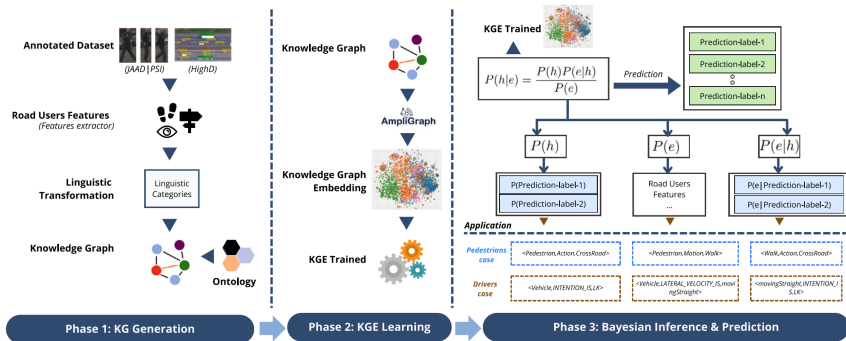 Annotated Dataset
(JAAD|PSI)
(HighD)
Road Users Features
(Features extractor)
Linguistic
Transformation
Linguistic
Categories
Knowledge Graph
Ontology
Phase 1: KG Generation
Knowledge Graph
AmpliGraph
Knowledge Graph
Embedding
KGE Trained
Phase 2: KGE Learning
KGE Trained
P(h|e) = P(h)P(e|h) / P(e)
Prediction
Prediction-label-1
Prediction-label-2
Prediction-label-n
P(h)
P(e)
P(e|h)
P(Prediction-label-1)
P(Prediction-label-2)
Road Users
Features
...
P(e|Prediction-label-1)
P(e|Prediction-label-2)
Application
Pedestrians
case
<Pedestrian,Action,CrossRoad>
<Pedestrian,Motion,Walk>
<Walk,Action,CrossRoad>
Drivers
case
<Vehicle,INTENTION_IS,LK>
<Vehicle,LATERAL_VELOCITY_IS,movi
ngStraight>
<movingStraight,INTENTION_I
S,LK>
Phase 3: Bayesian Inference & Prediction